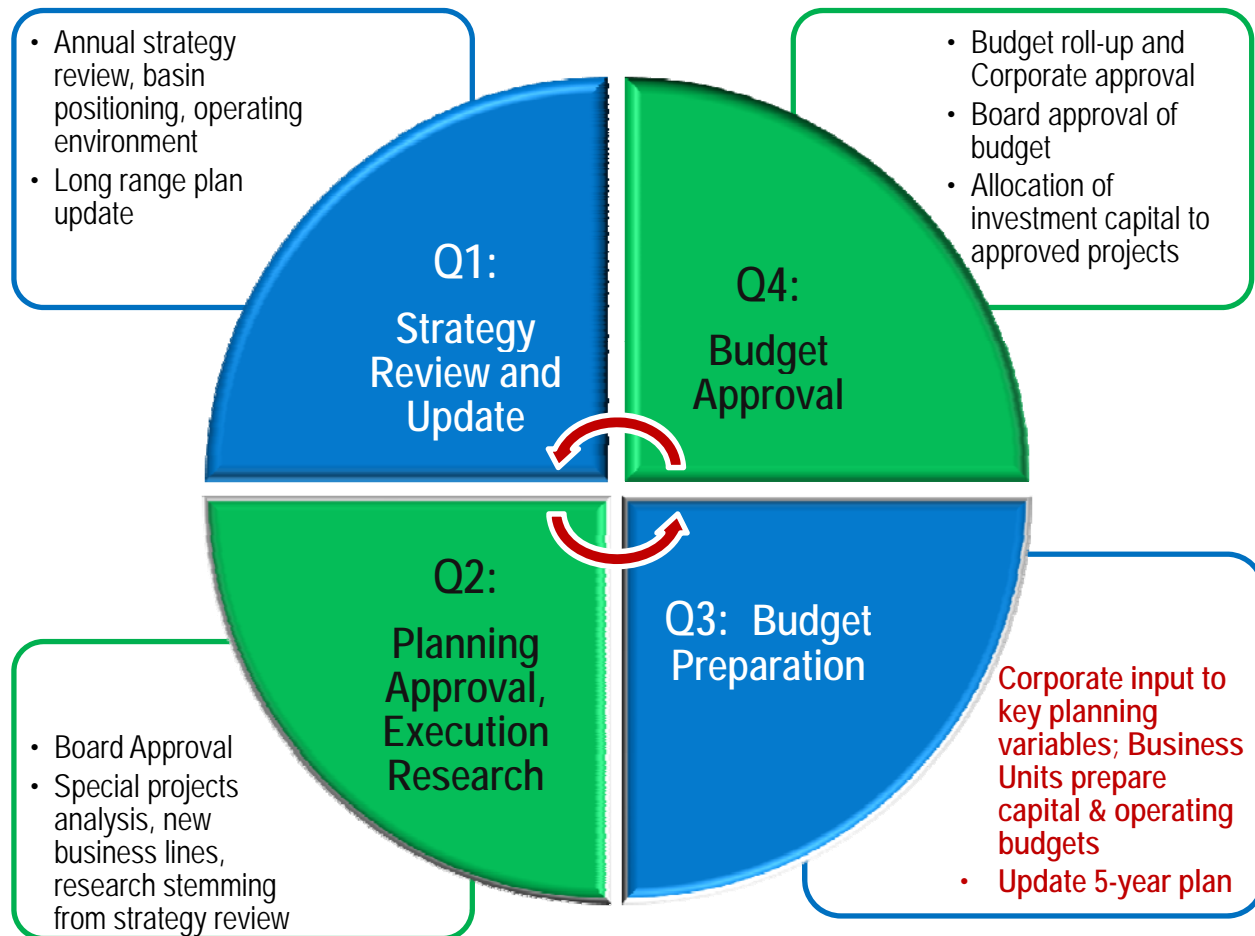 • Annual strategy
review, basin
positioning, operating
environment
• Long range plan
update
Q1:
Strategy
Review and
Update
• Budget roll-up and
Corporate approval
• Board approval of
budget
• Allocation of
investment capital to
approved projects
Q4:
Budget
Approval
Q2:
Planning
Approval,
Execution
Research
• Board Approval
• Special projects
analysis, new
business lines,
research stemming
from strategy review
Q3: Budget
Preparation
Corporate input to
key planning
variables; Business
Units prepare
capital & operating
budgets
• Update 5-year plan